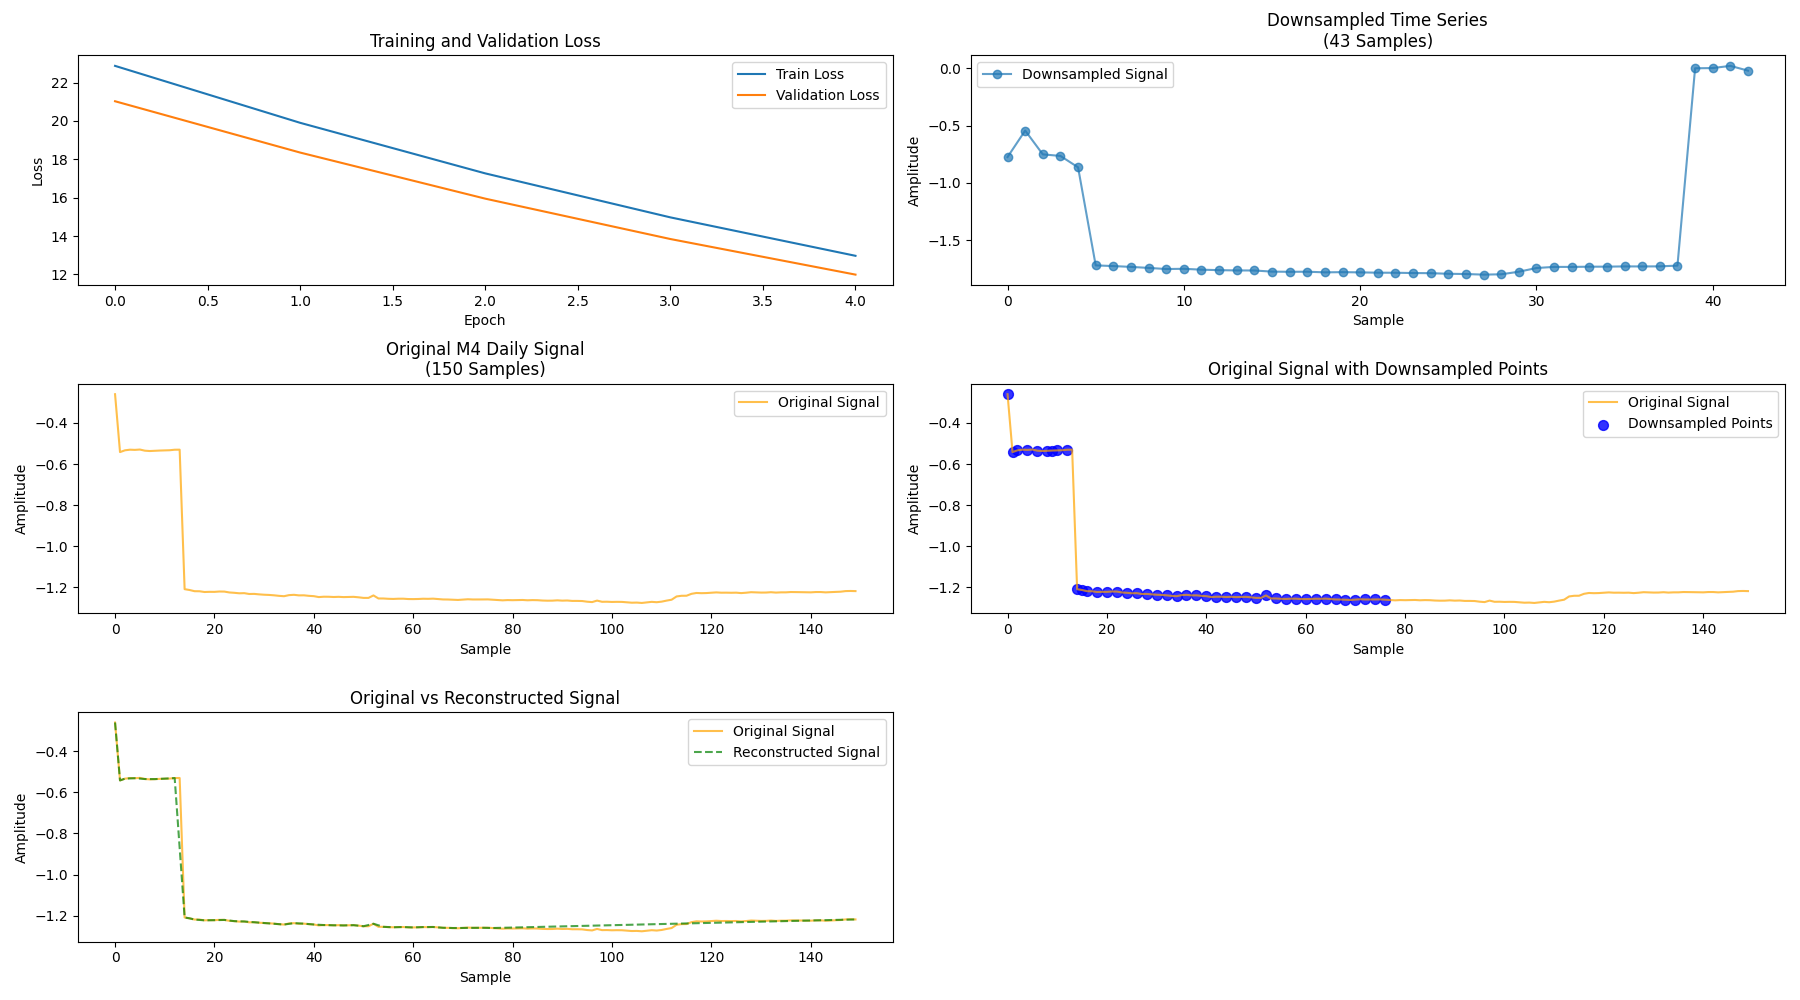 Training and Validation Loss
Train Loss
Validation Loss
22
20
18
16
14
12
Loss
0.0 0.5 1.0 1.5 2.0 2.5 3.0 3.5 4.0
Epoch
Downsampled Time Series
(43 Samples)
Downsampled Signal
0.0
−0.5
−1.0
−1.5
Amplitude
0 10 20 30 40
Sample
Original M4 Daily Signal
(150 Samples)
Original Signal
−0.4
−0.6
−0.8
−1.0
−1.2
Amplitude
0 20 40 60 80 100 120 140
Sample
Original Signal with Downsampled Points
Original Signal
Downsampled Points
−0.4
−0.6
−0.8
−1.0
−1.2
Amplitude
0 20 40 60 80 100 120 140
Sample
Original vs Reconstructed Signal
Original Signal
Reconstructed Signal
−0.4
−0.6
−0.8
−1.0
−1.2
Amplitude
0 20 40 60 80 100 120 140
Sample